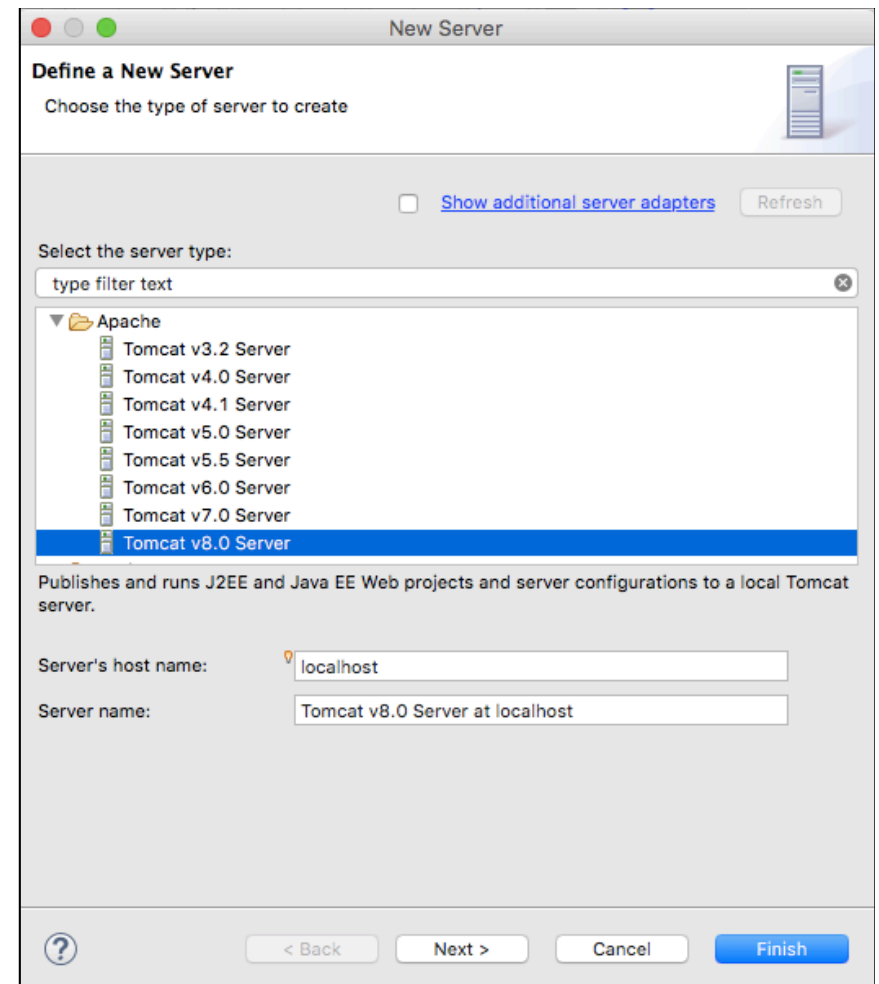 New Server
Define a New Server
Choose the type of server to create
Show additional server adapters
Refresh
Select the server type:
type filter text
Apache
Tomcat v3.2 Server
Tomcat v4.0 Server
Tomcat v4.1 Server
Tomcat v5.0 Server
Tomcat v5.5 Server
Tomcat v6.0 Server
Tomcat v7.0 Server
Tomcat v8.0 Server
Publishes and runs J2EE and Java EE Web projects and server configurations to a local Tomcat
server.
Server's host name:
localhost
Server name:
Tomcat v8.0 Server at localhost
?
< Back
Next >
Cancel
Finish